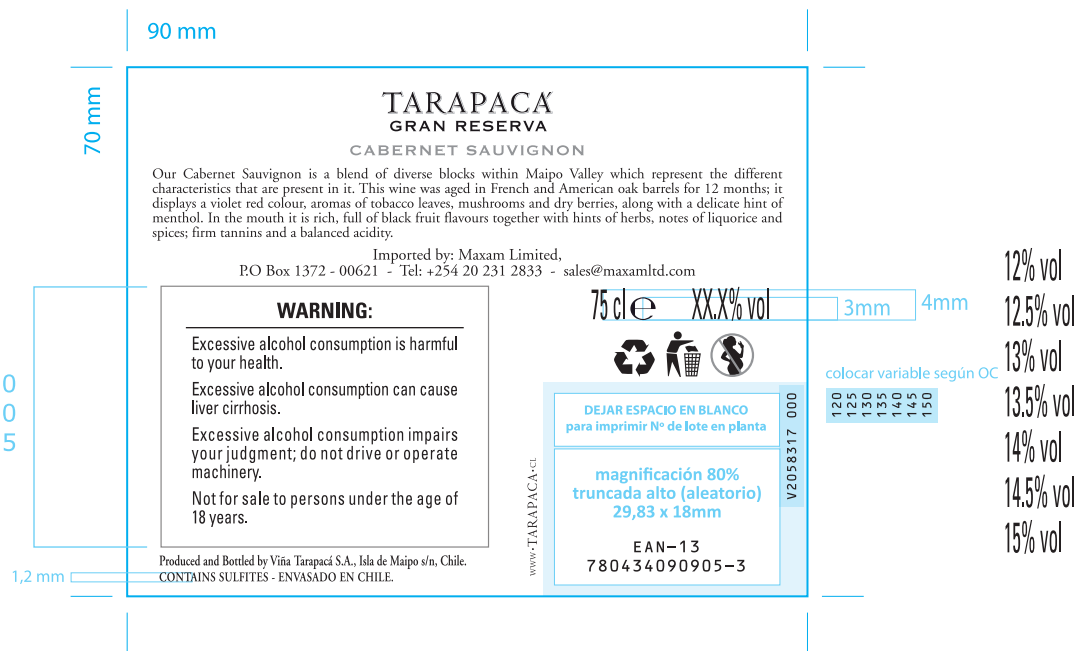 90 mm
70 mm
TARAPACÁ
GRAN RESERVA
CABERNET SAUVIGNON
Our Cabernet Sauvignon is a blend of diverse blocks within Maipo Valley which represent the different
characteristics that are present in it. This wine was aged in French and American oak barrels for 12 months; it
displays a violet red colour, aromas of tobacco leaves, mushrooms and dry berries, along with a delicate hint of
menthol. In the mouth it is rich, full of black fruit flavours together with hints of herbs, notes of liquorice and
spices; firm tannins and a balanced acidity.
Imported by: Maxam Limited,
P.O Box 1372 - 00621 - Tel: +254 20 231 2833 - sales@maxamltd.com
WARNING:
Excessive alcohol consumption is harmful
to your health.
Excessive alcohol consumption can cause
liver cirrhosis.
Excessive alcohol consumption impairs
your judgment; do not drive or operate
machinery.
Not for sale to persons under the age of
18 years.
Produced and Bottled by Viña Tarapacá S.A., Isla de Maipo s/n, Chile.
CONTAINS SULFITES - ENVASADO EN CHILE.
1,2 mm
0
0
5
75 cl e XX.X% vol
3mm
4mm
WWW.TARAPACA.CL
DEJAR ESPACIO EN BLANCO
para imprimir Nº de lote en planta
magnificación 80%
truncada alto (aleatorio)
29,83 x 18mm
EAN-13
780434090905-3
V2058317 000
colocar variable según OC
120
125
130
135
140
145
150
12% vol
12.5% vol
13% vol
13.5% vol
14% vol
14.5% vol
15% vol